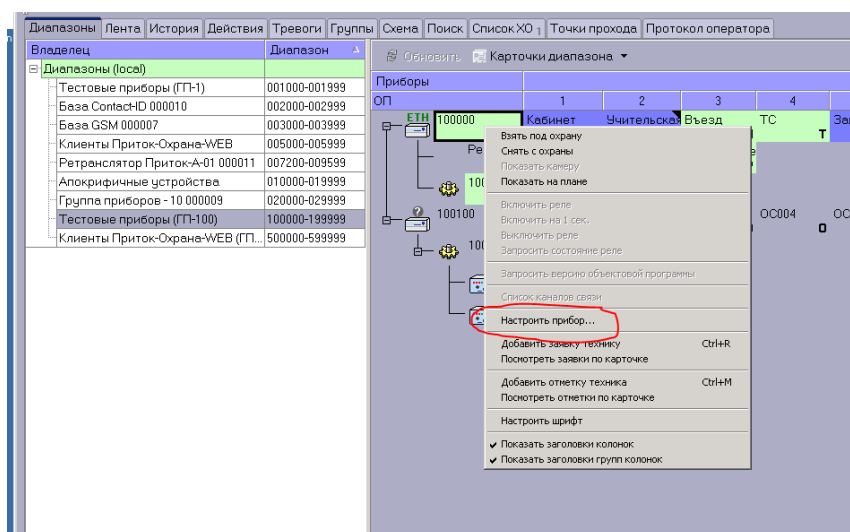 Диапазоны Лента История Действия Тревоги Группы Схема Поиск Список ХО 1 Точки прохода Протокол оператора
Владелец Диапазон
Диапазоны (local)
Тестовые приборы (ГП-1) 001000-001999
База Contact-ID 000010 002000-002999
База GSM 000007 003000-003999
Клиенты Приток-Охрана-WEB 005000-005999
Ретранслятор Приток-А-01 000011 007200-009599
Апокрифичные устройства 010000-019999
Группа приборов - 10 000009 020000-029999
Тестовые приборы (ГП-100) 100000-199999
Клиенты Приток-Охрана-WEB (ГП... 500000-599999
Обновить Карточки диапазона
Приборы
ОП 1 2 3 4
ETH 100000 Кабинет Учительская Въезд ТС Т За
Ре
10
100100 ОС004 О ОС
10
Взять под охрану
Снять с охраны
Показать камеру
Показать на плане
Включить реле
Включить на 1 сек.
Выключить реле
Запросить состояние реле
Запросить версию объектовой программы
Список каналов связи
Настроить прибор...
Добавить заявку технику Ctrl+R
Посмотреть заявки по карточке
Добавить отметку техника Ctrl+M
Посмотреть отметки по карточке
Настроить шрифт
Показать заголовки колонок
Показать заголовки групп колонок